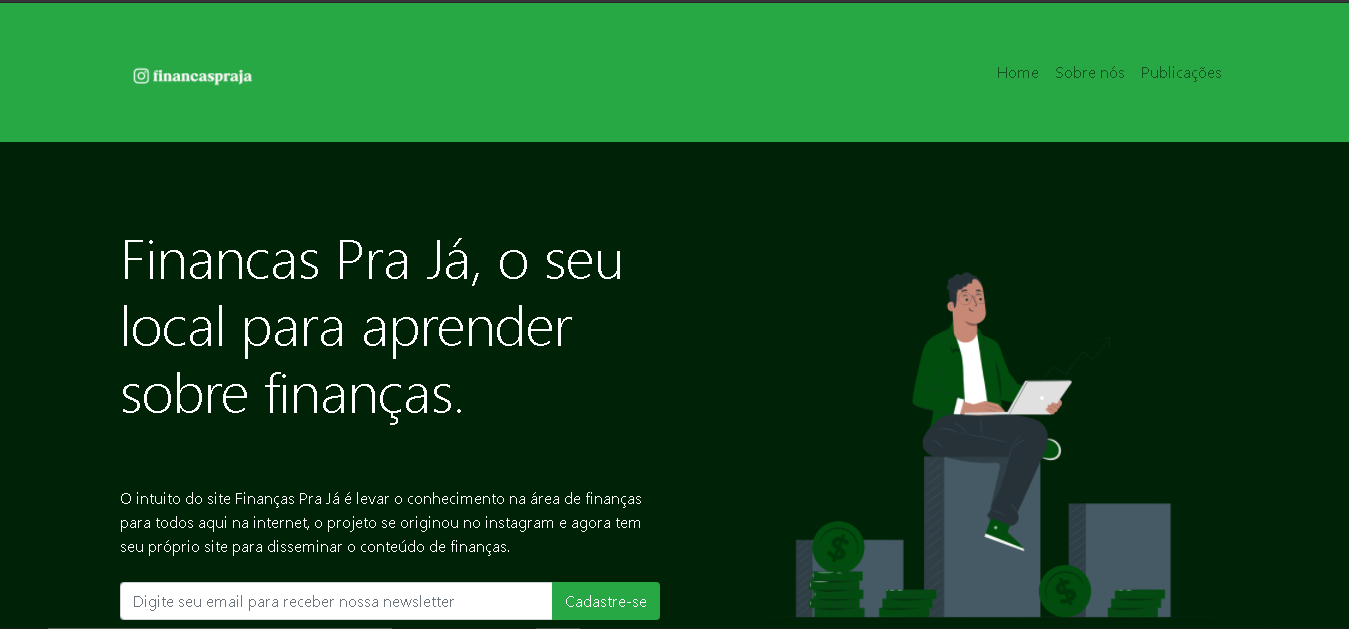 financaspraja
Home Sobre nós Publicações
Financas Pra Já, o seu
local para aprender
sobre finanças.
O intuito do site Finanças Pra Já é levar o conhecimento na área de finanças
para todos aqui na internet, o projeto se originou no instagram e agora tem
seu próprio site para disseminar o conteúdo de finanças.
Digite seu email para receber nossa newsletter Cadastre-se
$
$